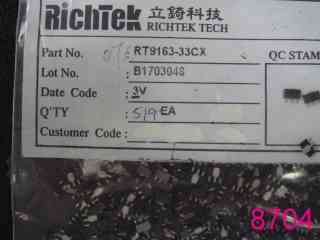 RICHTEK 立錡科技
RICHTEK TECH
Part No. : RT9163-33CX
QC STAM
Lot No. : B1703048
Date Code : 3V
Q'TY : 519 EA
Customer Code :
8704